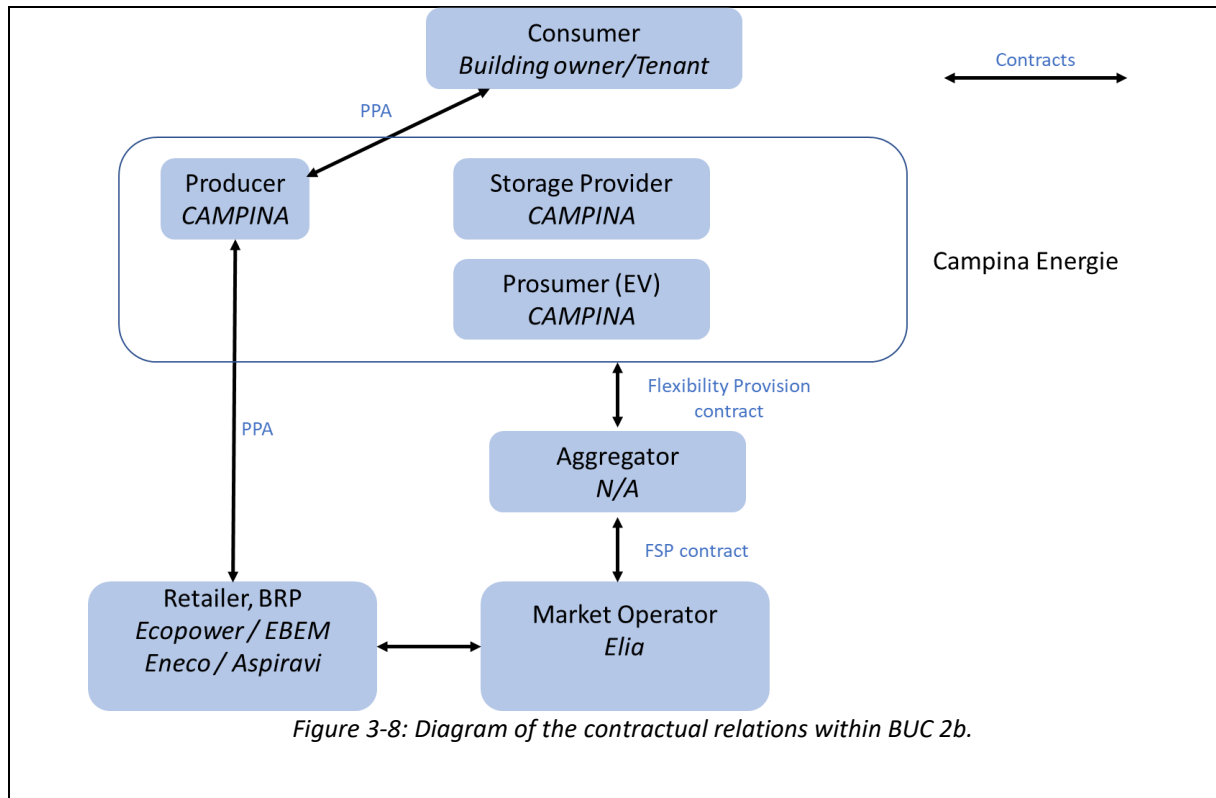 Consumer
Building owner/Tenant
Contracts
PPA
Producer
CAMPINA
Storage Provider
CAMPINA
Prosumer (EV)
CAMPINA
Campina Energie
Flexibility Provision
contract
PPA
Aggregator
N/A
FSP contract
Retailer, BRP
Ecopower / EBEM
Eneco / Aspiravi
Market Operator
Elia
Figure 3-8: Diagram of the contractual relations within BUC 2b.